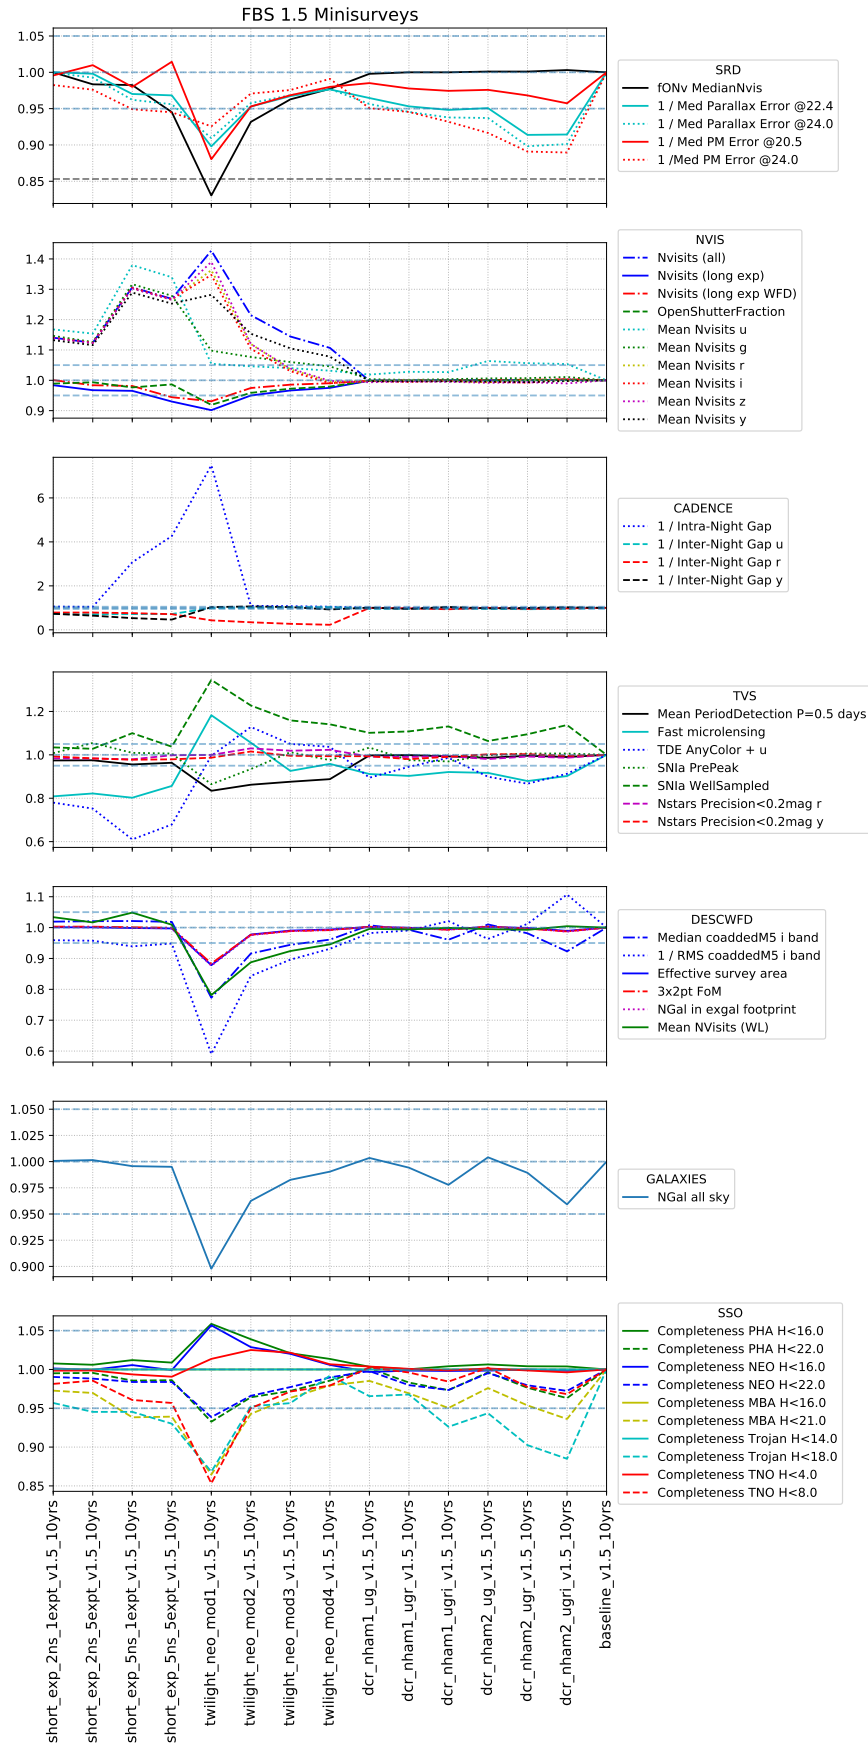 FBS 1.5 Minisurveys
1.05
1.00
0.95
0.90
0.85
SRD
fONv MedianNvis
1 / Med Parallax Error @22.4
1 / Med Parallax Error @24.0
1 / Med PM Error @20.5
1 /Med PM Error @24.0
1.4
1.3
1.2
1.1
1.0
0.9
NVIS
Nvisits (all)
Nvisits (long exp)
Nvisits (long exp WFD)
OpenShutterFraction
Mean Nvisits u
Mean Nvisits g
Mean Nvisits r
Mean Nvisits i
Mean Nvisits z
Mean Nvisits y
6
4
2
0
CADENCE
1 / Intra-Night Gap
1 / Inter-Night Gap u
1 / Inter-Night Gap r
1 / Inter-Night Gap y
1.2
1.0
0.8
0.6
TVS
Mean PeriodDetection P=0.5 days
Fast microlensing
TDE AnyColor + u
SNIa PrePeak
SNIa WellSampled
Nstars Precision<0.2mag r
Nstars Precision<0.2mag y
1.1
1.0
0.9
0.8
0.7
0.6
DESCWFD
Median coaddedM5 i band
1 / RMS coaddedM5 i band
Effective survey area
3x2pt FoM
NGal in exgal footprint
Mean NVisits (WL)
1.050
1.025
1.000
0.975
0.950
0.925
0.900
GALAXIES
NGal all sky
1.05
1.00
0.95
0.90
0.85
SSO
Completeness PHA H<16.0
Completeness PHA H<22.0
Completeness NEO H<16.0
Completeness NEO H<22.0
Completeness MBA H<16.0
Completeness MBA H<21.0
Completeness Trojan H<14.0
Completeness Trojan H<18.0
Completeness TNO H<4.0
Completeness TNO H<8.0
short_exp_2ns_1expt_v1.5_10yrs
short_exp_2ns_5expt_v1.5_10yrs
short_exp_5ns_1expt_v1.5_10yrs
short_exp_5ns_5expt_v1.5_10yrs
twilight_neo_mod1_v1.5_10yrs
twilight_neo_mod2_v1.5_10yrs
twilight_neo_mod3_v1.5_10yrs
twilight_neo_mod4_v1.5_10yrs
dcr_nham1_ug_v1.5_10yrs
dcr_nham1_ugr_v1.5_10yrs
dcr_nham1_ugri_v1.5_10yrs
dcr_nham2_ug_v1.5_10yrs
dcr_nham2_ugr_v1.5_10yrs
dcr_nham2_ugri_v1.5_10yrs
baseline_v1.5_10yrs